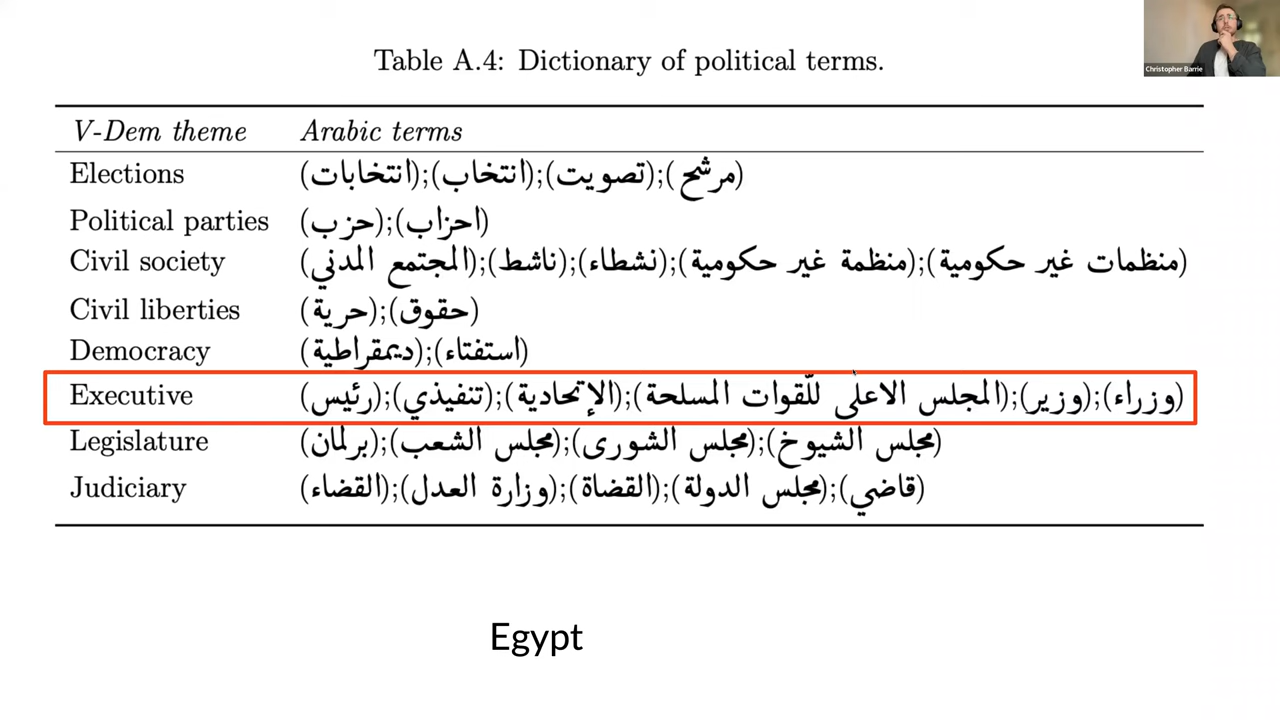 Christopher Barrie
Table A.4: Dictionary of political terms.
V-Dem theme Arabic terms
Elections (انتخابات);(انتخاب);(تصويت);(مرشح)
Political parties (حزب);(احزاب)
Civil society (المجتمع المدني);(ناشط);(نشطاء);(منظمة غير حكومية);(منظمات غير حكومية)
Civil liberties (حرية);(حقوق)
Democracy (ديمقراطية);(استفتاء)
Executive (رئيس);(تنفيذي);(الإتحادية);(المجلس الاعلى للّقوات المسلحة);(وزير);(وزراء)
Legislature (برلمان);(مجلس الشعب);(مجلس الشورى);(مجلس الشيوخ)
Judiciary (القضاء);(وزارة العدل);(القضاة);(مجلس الدولة);(قاضي)
Egypt